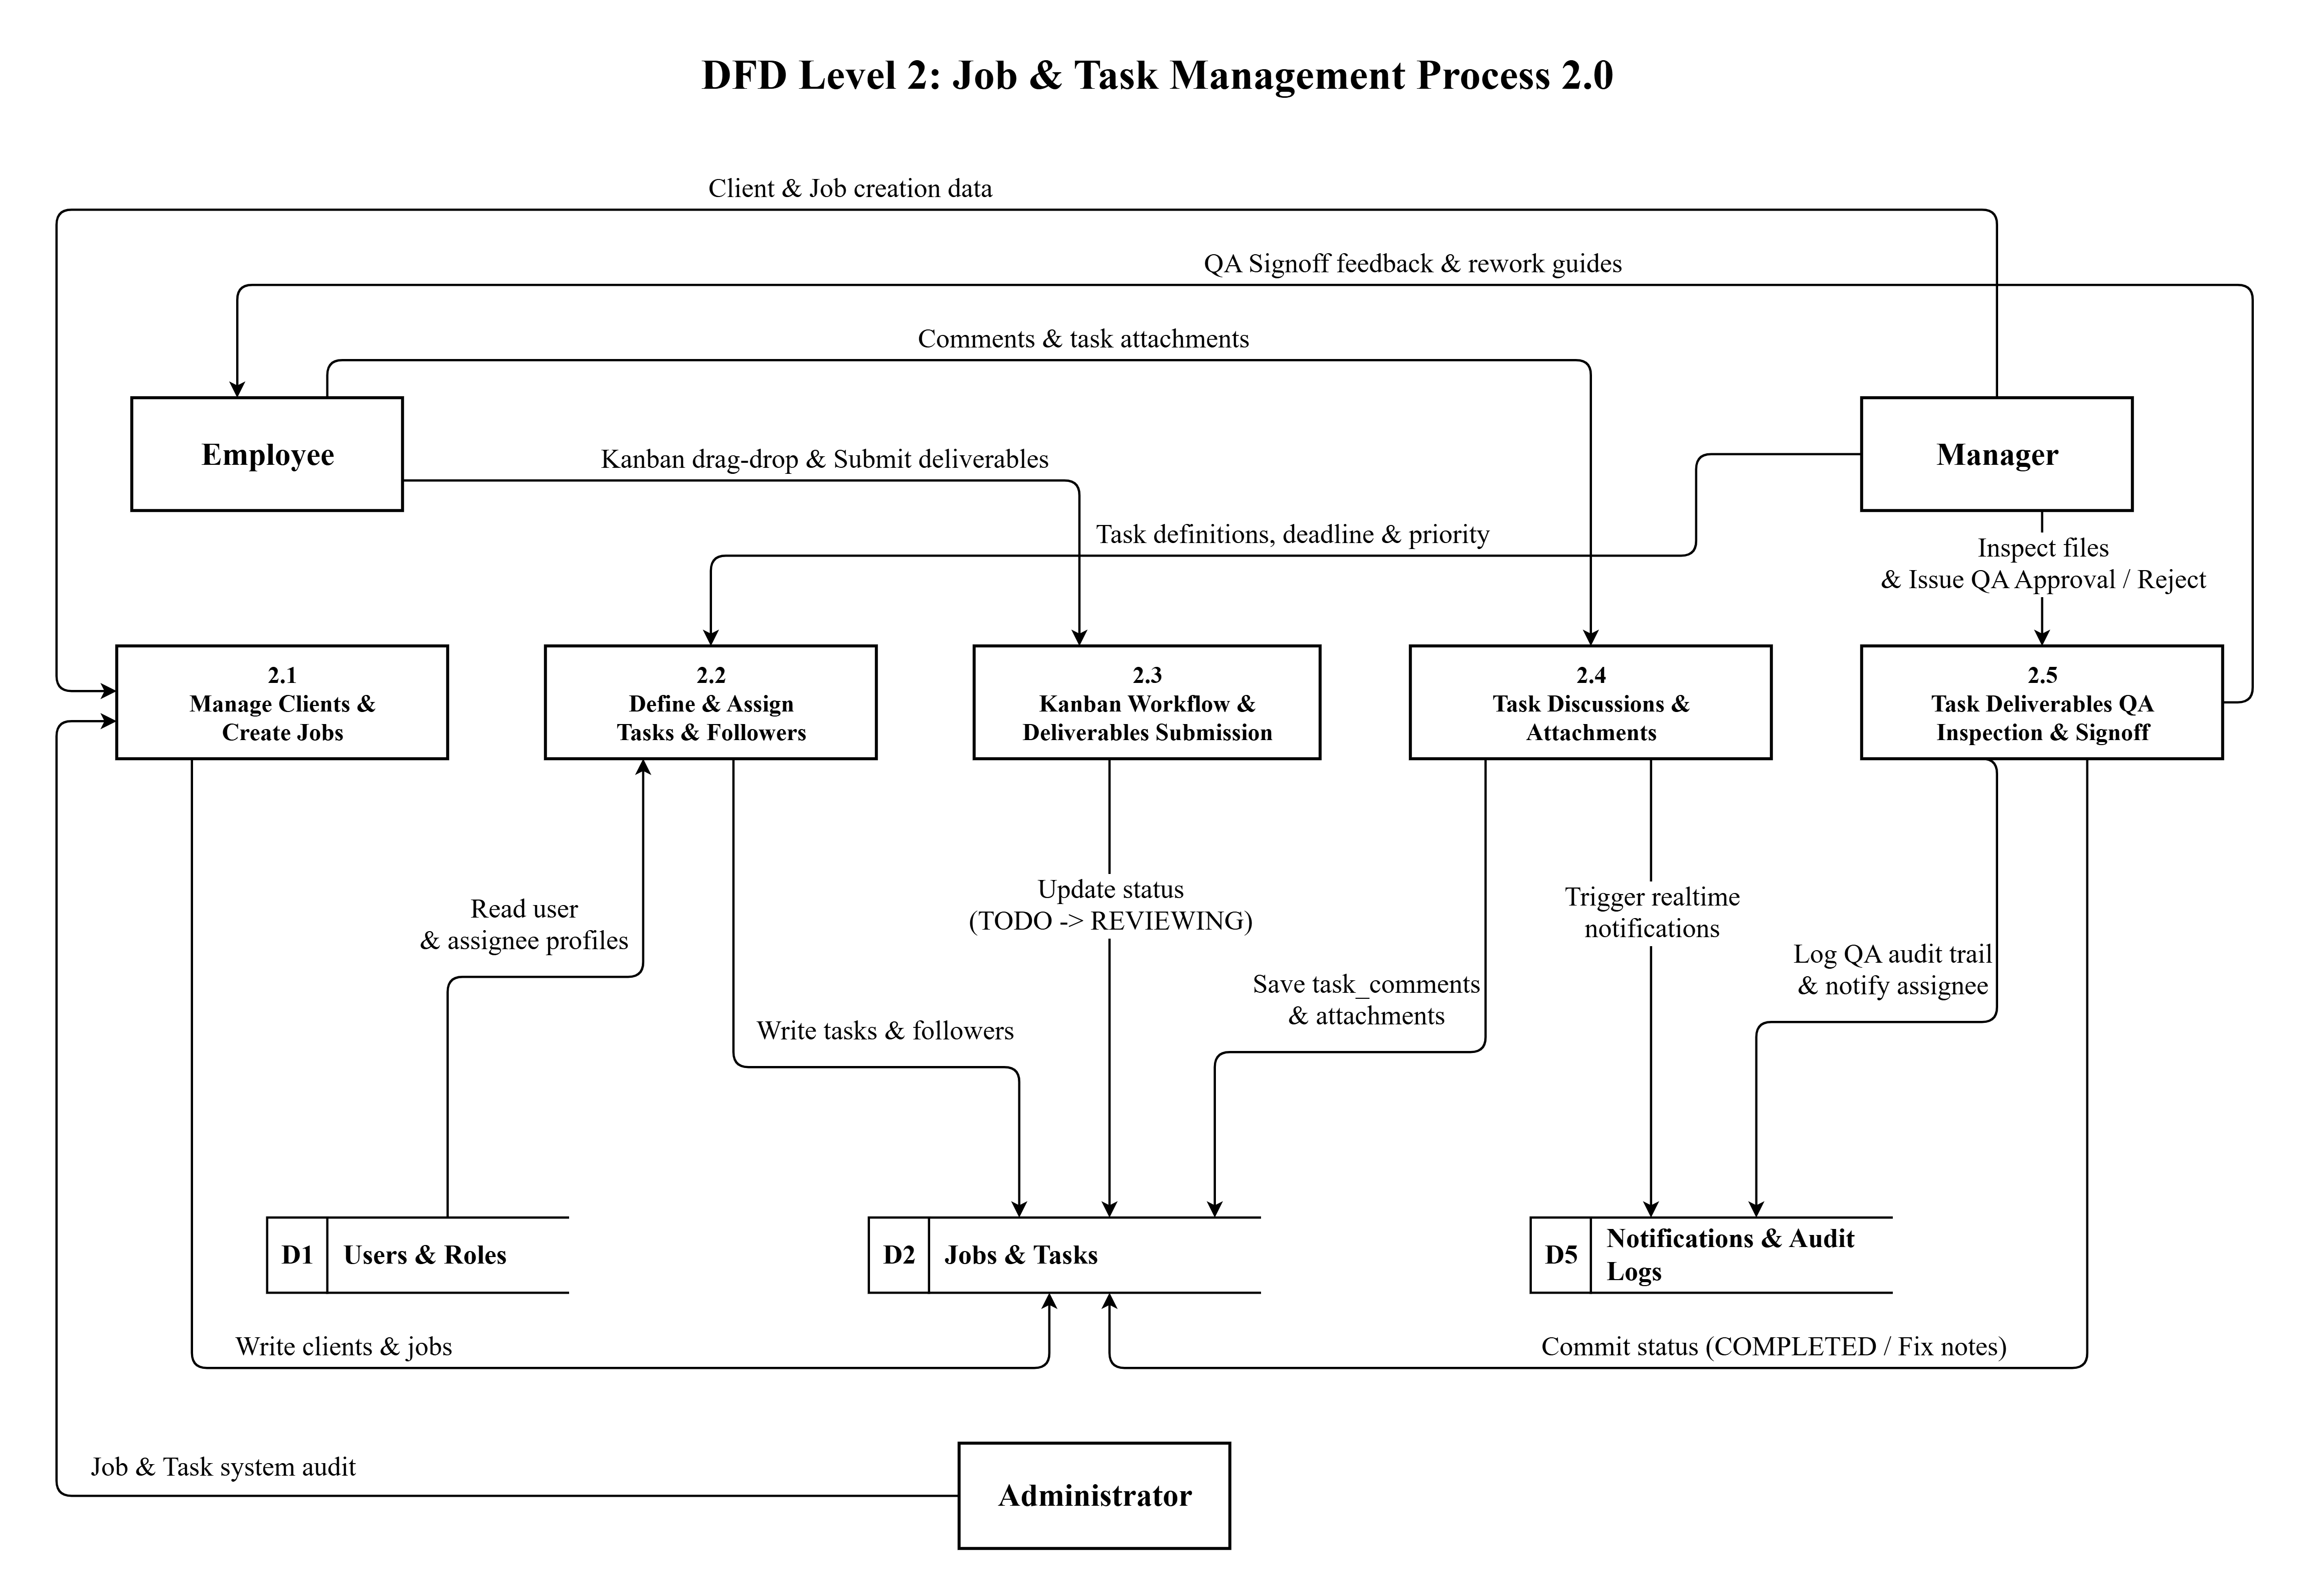 DFD Level 2: Job & Task Management Process 2.0
Client & Job creation data
QA Signoff feedback & rework guides
Comments & task attachments
Employee
Manager
Kanban drag-drop & Submit deliverables
Task definitions, deadline & priority
Inspect files
& Issue QA Approval / Reject
2.1
Manage Clients &
Create Jobs
2.2
Define & Assign
Tasks & Followers
2.3
Kanban Workflow &
Deliverables Submission
2.4
Task Discussions &
Attachments
2.5
Task Deliverables QA
Inspection & Signoff
Read user
& assignee profiles
Update status
(TODO -> REVIEWING)
Trigger realtime
notifications
Log QA audit trail
& notify assignee
Save task_comments
& attachments
Write tasks & followers
D1
Users & Roles
D2
Jobs & Tasks
D5
Notifications & Audit
Logs
Write clients & jobs
Commit status (COMPLETED / Fix notes)
Job & Task system audit
Administrator